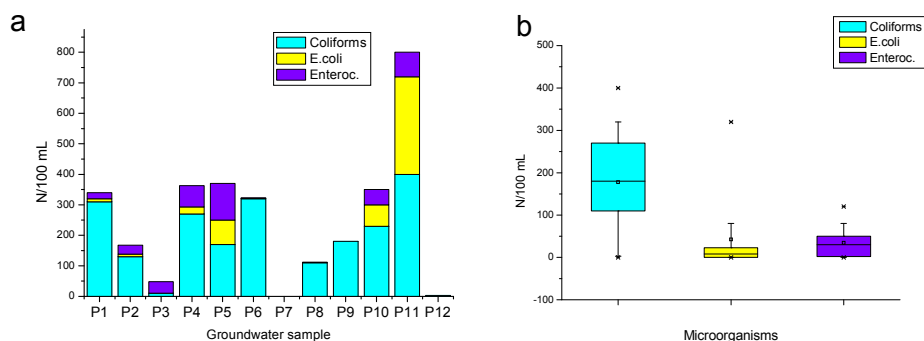 a
Coliforms
E.coli
Enteroc.
800
700
600
500
400
300
200
100
0
N/100 mL
P1 P2 P3 P4 P5 P6 P7 P8 P9 P10 P11 P12
Groundwater sample
b
Coliforms
E.coli
Enteroc.
500
400
300
200
100
0
-100
N/100 mL
Microorganisms